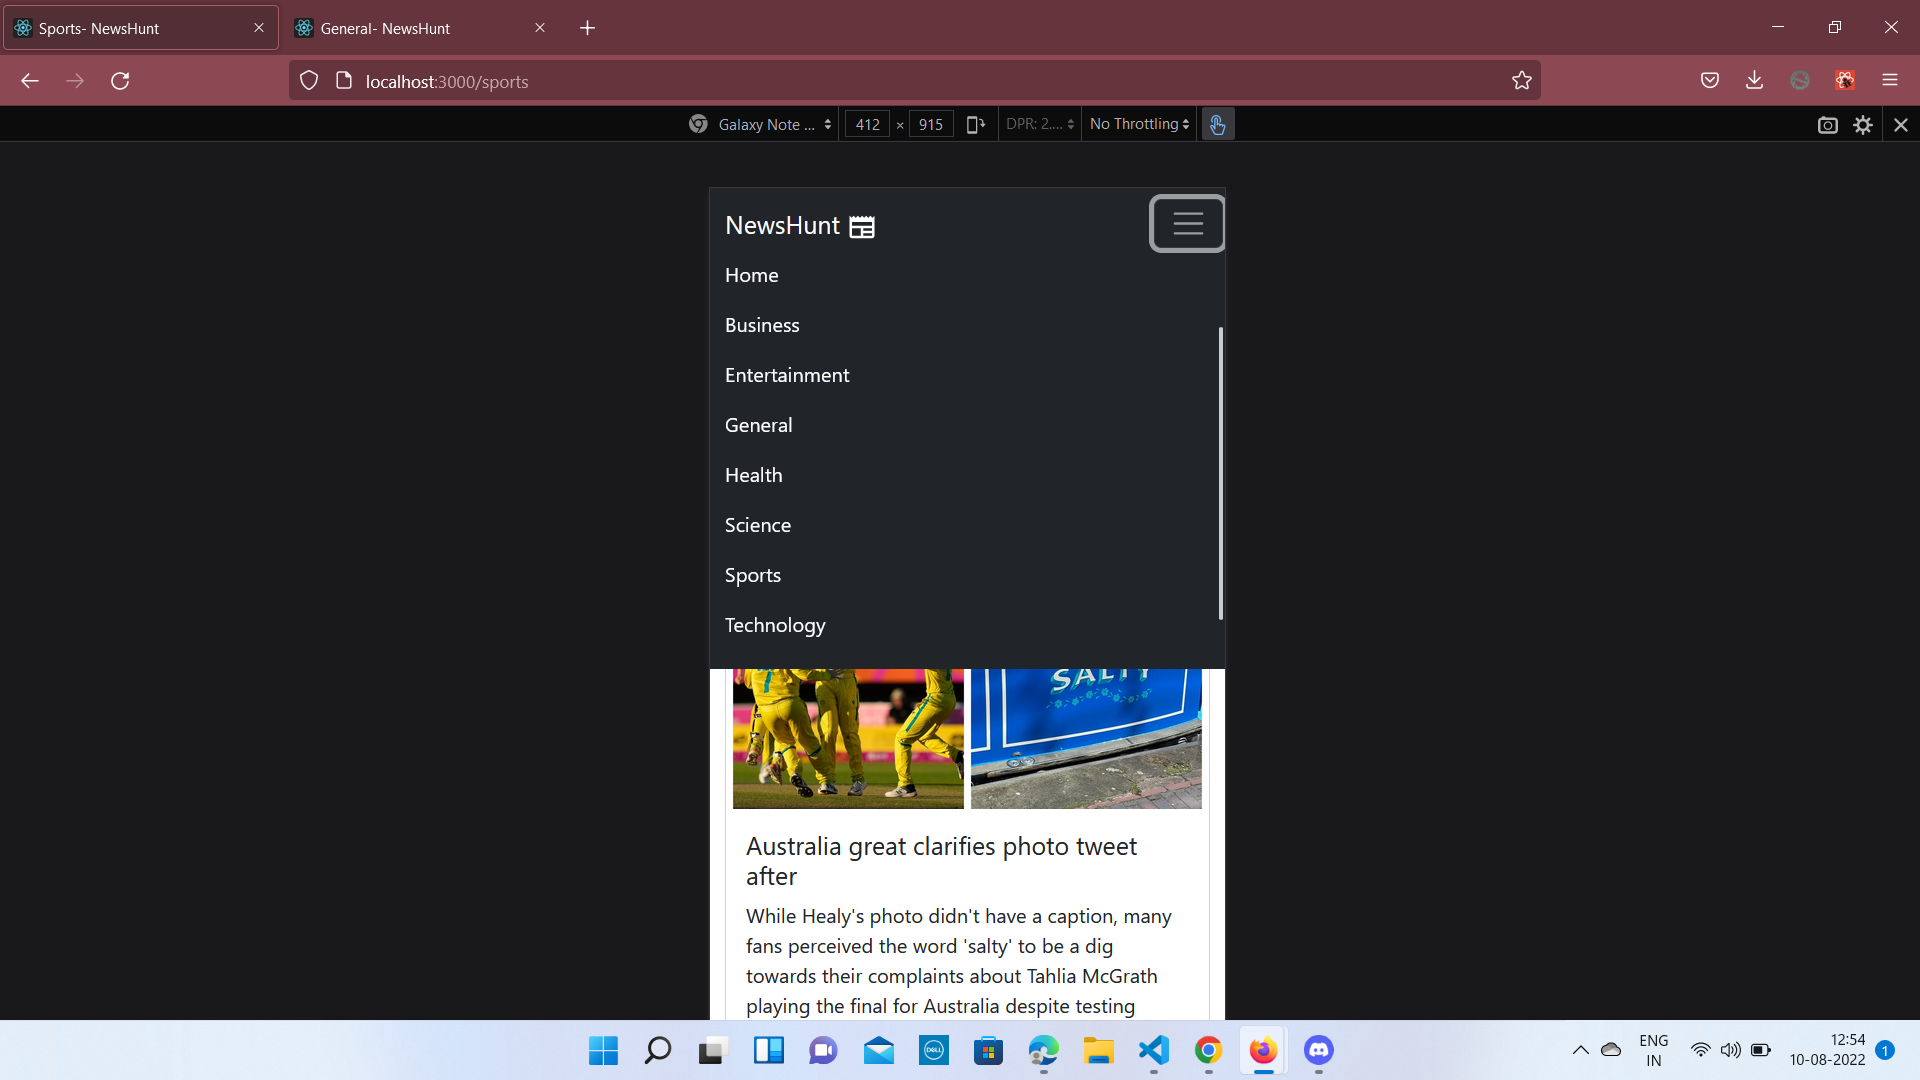 Sports- NewsHunt
General- NewsHunt
localhost:3000/sports
Galaxy Note ...
412 × 915
DPR: 2....
No Throttling
NewsHunt
Home
Business
Entertainment
General
Health
Science
Sports
Technology
SALTY
Australia great clarifies photo tweet
after
While Healy's photo didn't have a caption, many
fans perceived the word 'salty' to be a dig
towards their complaints about Tahlia McGrath
playing the final for Australia despite testing
DELL
ENG
IN
12:54
10-08-2022
1